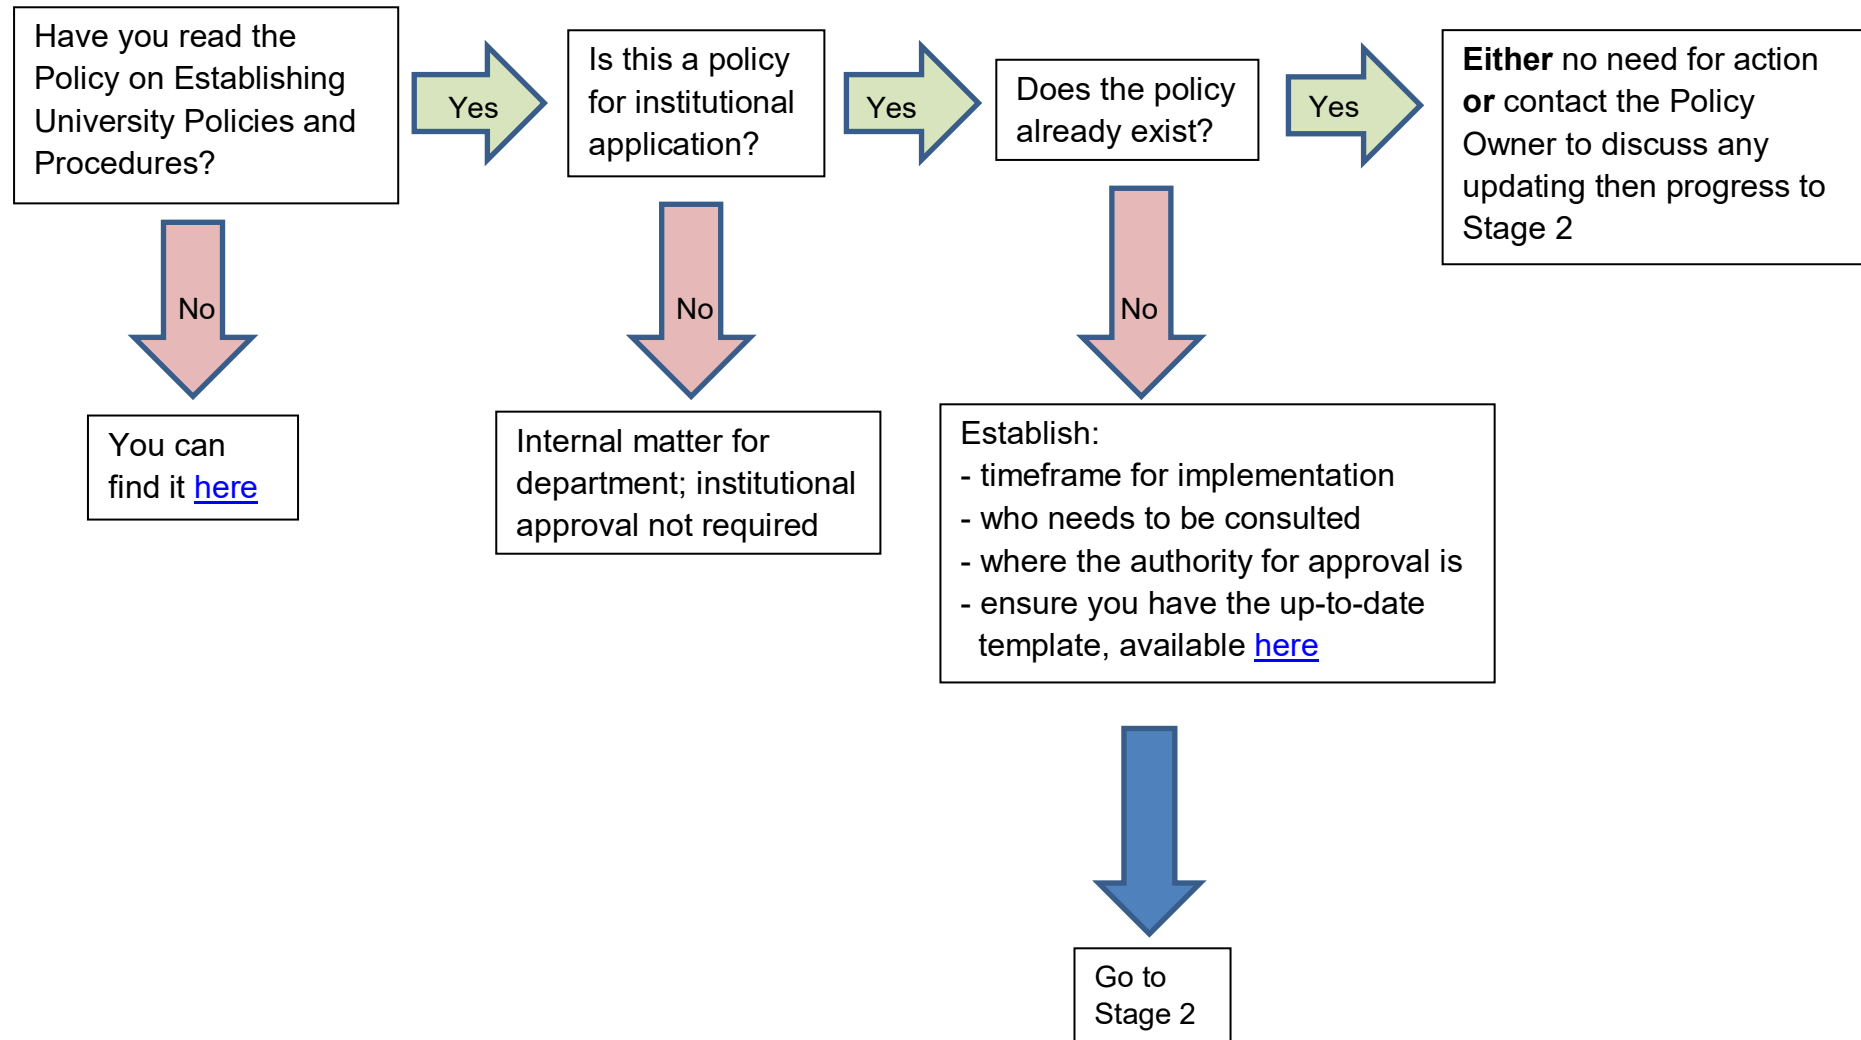 Have you read the
Policy on Establishing
University Policies and
Procedures?
Yes
Is this a policy
for institutional
application?
Yes
Does the policy
already exist?
Yes
Either no need for action
or contact the Policy
Owner to discuss any
updating then progress to
Stage 2
No
No
No
You can
find it here
Internal matter for
department; institutional
approval not required
Establish:
- timeframe for implementation
- who needs to be consulted
- where the authority for approval is
- ensure you have the up-to-date
template, available here
Go to
Stage 2